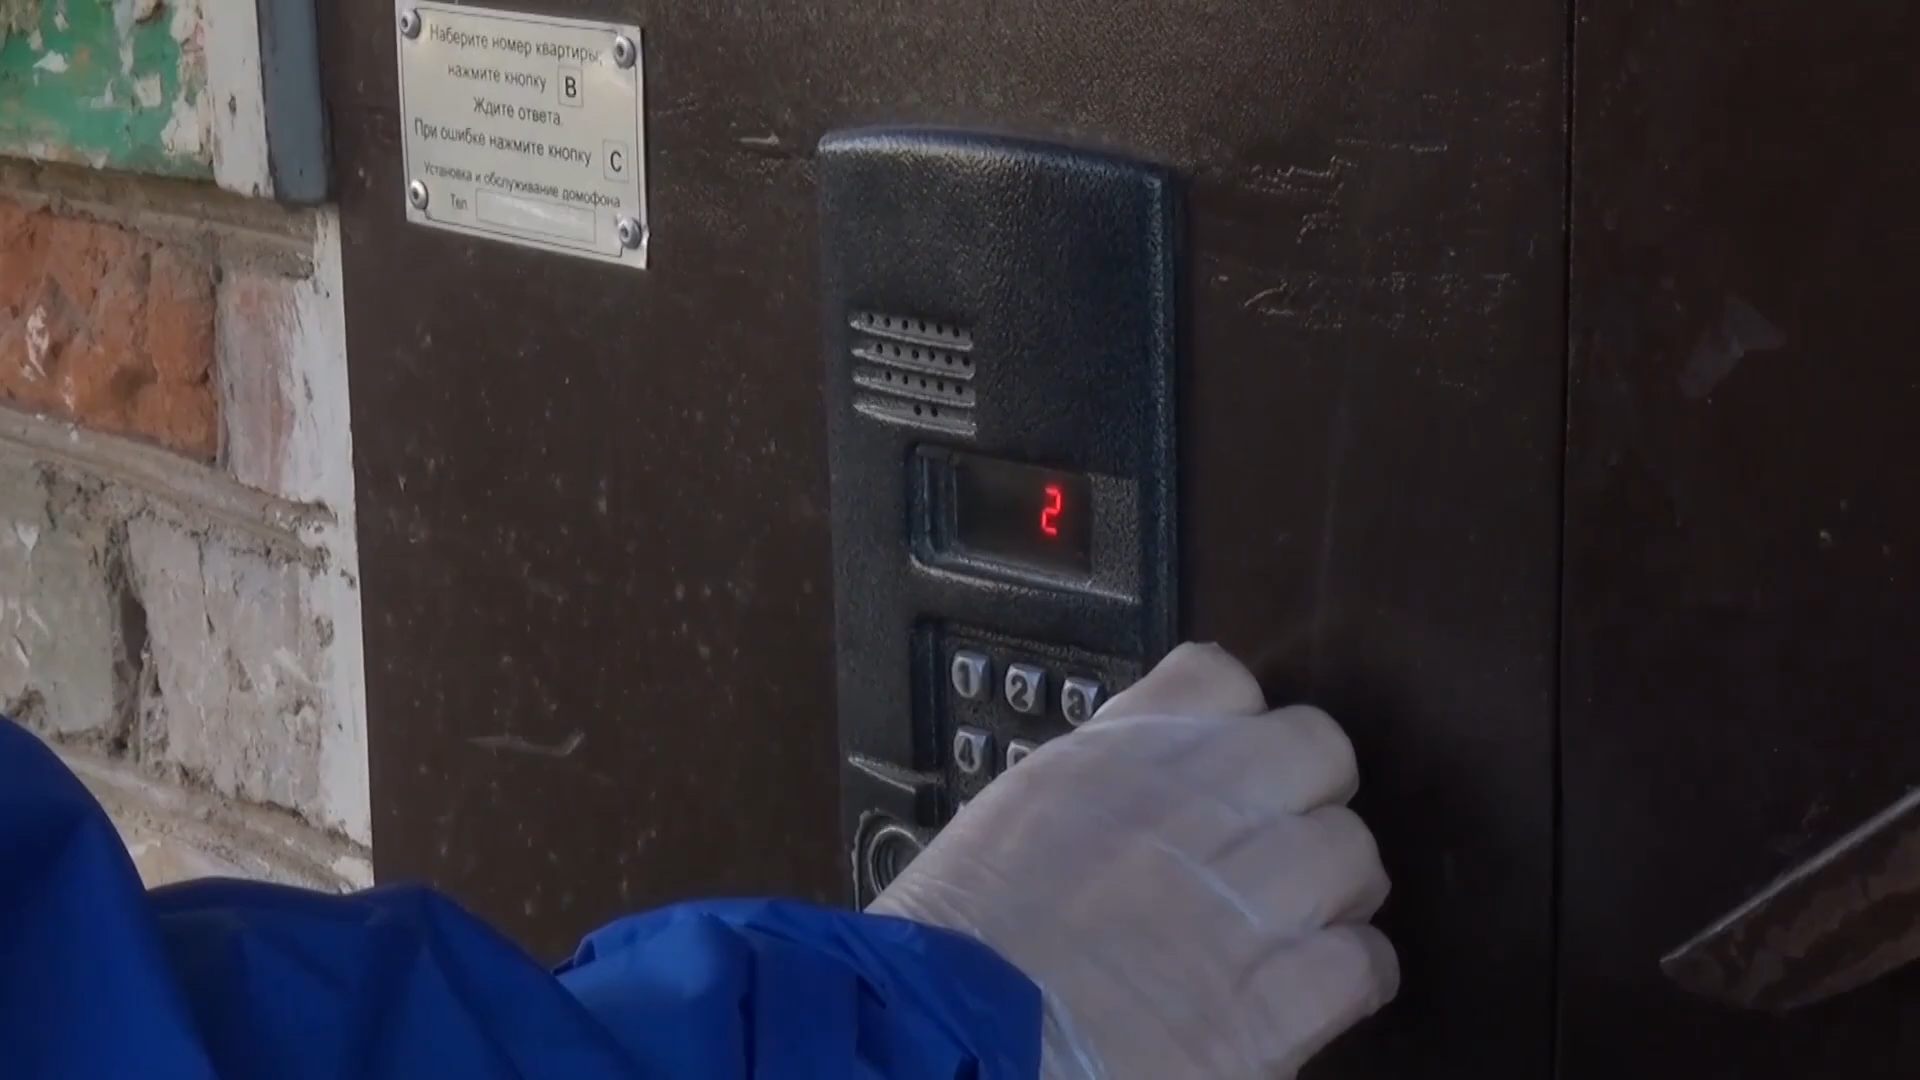 Наберите номер квартиры,
нажмите кнопку B
Ждите ответа.
При ошибке нажмите кнопку C
Установка и обслуживание домофона
Тел
2
1 2 3
4